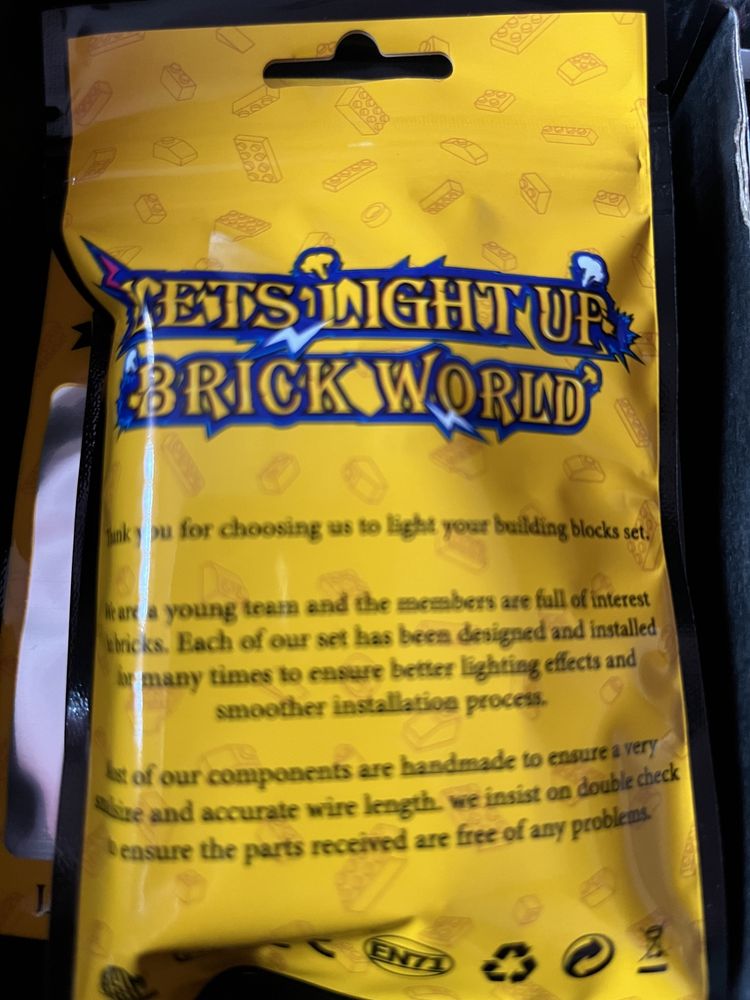 LETS LIGHT UP
BRICK WORLD
you for choosing us to light your building blocks set.
We are a young team and the members are full of interest
bricks. Each of our set has been designed and installed
for many times to ensure better lighting effects and
smoother installation process.
of our components are handmade to ensure a very
and accurate wire length. we insist on double check
ensure the parts received are free of any problems.
EN71